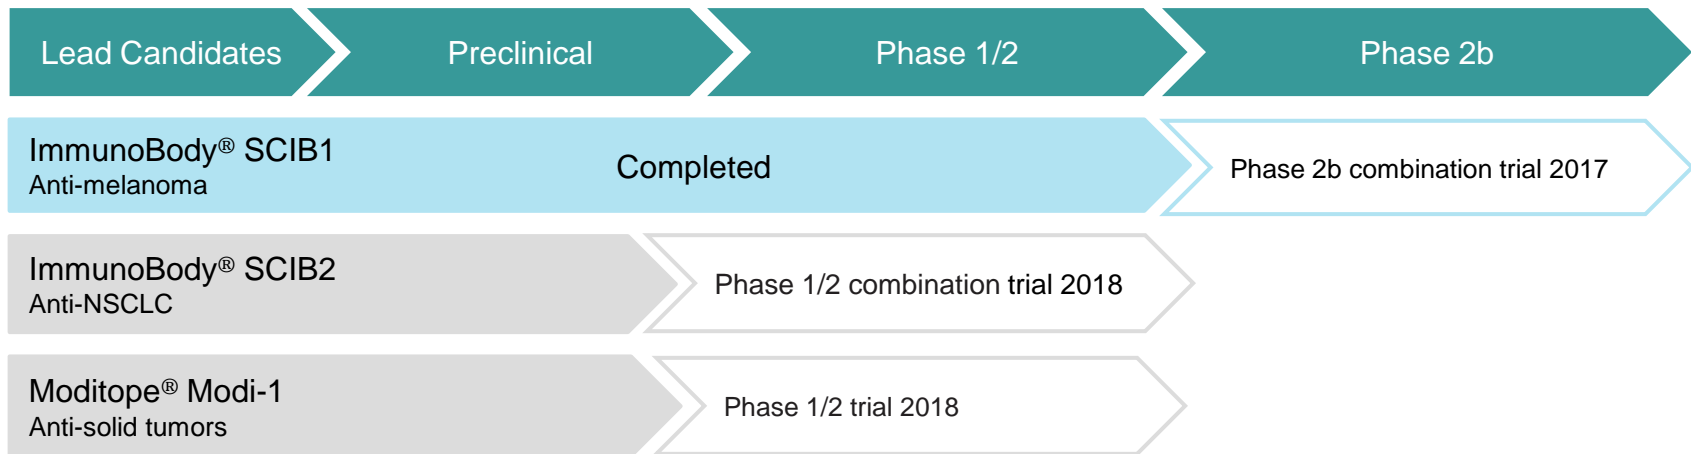 Lead Candidates
Preclinical
Phase 1/2
Phase 2b
ImmunoBody® SCIB1
Anti-melanoma
Completed
Phase 2b combination trial 2017
ImmunoBody® SCIB2
Anti-NSCLC
Phase 1/2 combination trial 2018
Moditope® Modi-1
Anti-solid tumors
Phase 1/2 trial 2018